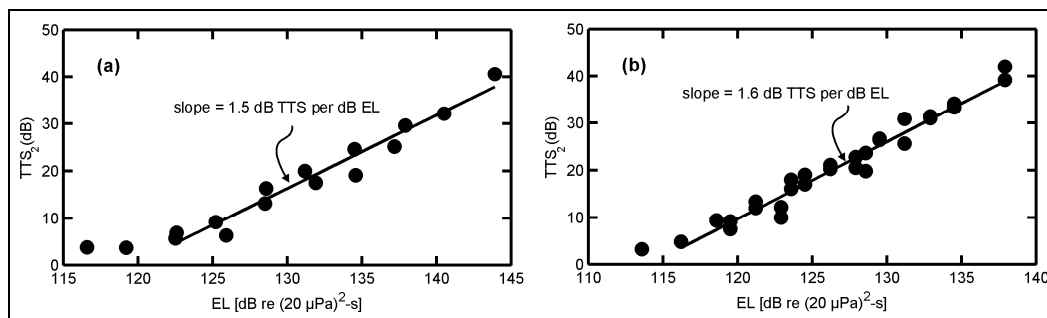 (a)
slope = 1.5 dB TTS per dB EL
TTS₂(dB)
50
40
30
20
10
0
115 120 125 130 135 140 145
EL [dB re (20 µPa)²-s]
(b)
slope = 1.6 dB TTS per dB EL
TTS₂(dB)
50
40
30
20
10
0
110 115 120 125 130 135 140
EL [dB re (20 µPa)²-s]